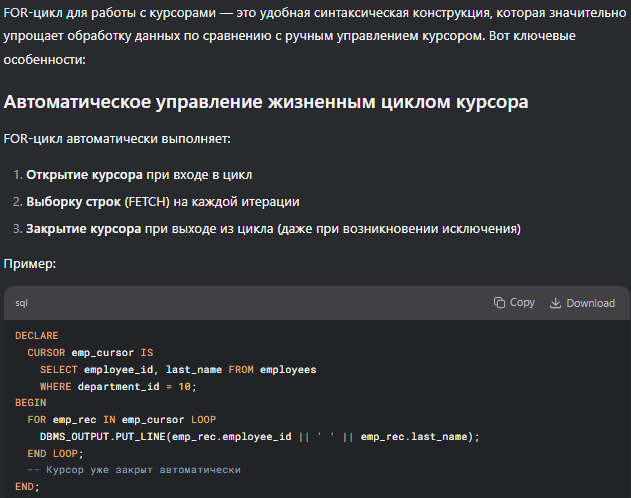 FOR-цикл для работы с курсорами — это удобная синтаксическая конструкция, которая значительно
упрощает обработку данных по сравнению с ручным управлением курсором. Вот ключевые
особенности:
Автоматическое управление жизненным циклом курсора
FOR-цикл автоматически выполняет:
1. Открытие курсора при входе в цикл
2. Выборку строк (FETCH) на каждой итерации
3. Закрытие курсора при выходе из цикла (даже при возникновении исключения)
Пример:
sql Copy Download
DECLARE
  CURSOR emp_cursor IS
    SELECT employee_id, last_name FROM employees
    WHERE department_id = 10;
BEGIN
  FOR emp_rec IN emp_cursor LOOP
    DBMS_OUTPUT.PUT_LINE(emp_rec.employee_id || ' ' || emp_rec.last_name);
  END LOOP;
  -- Курсор уже закрыт автоматически
END;